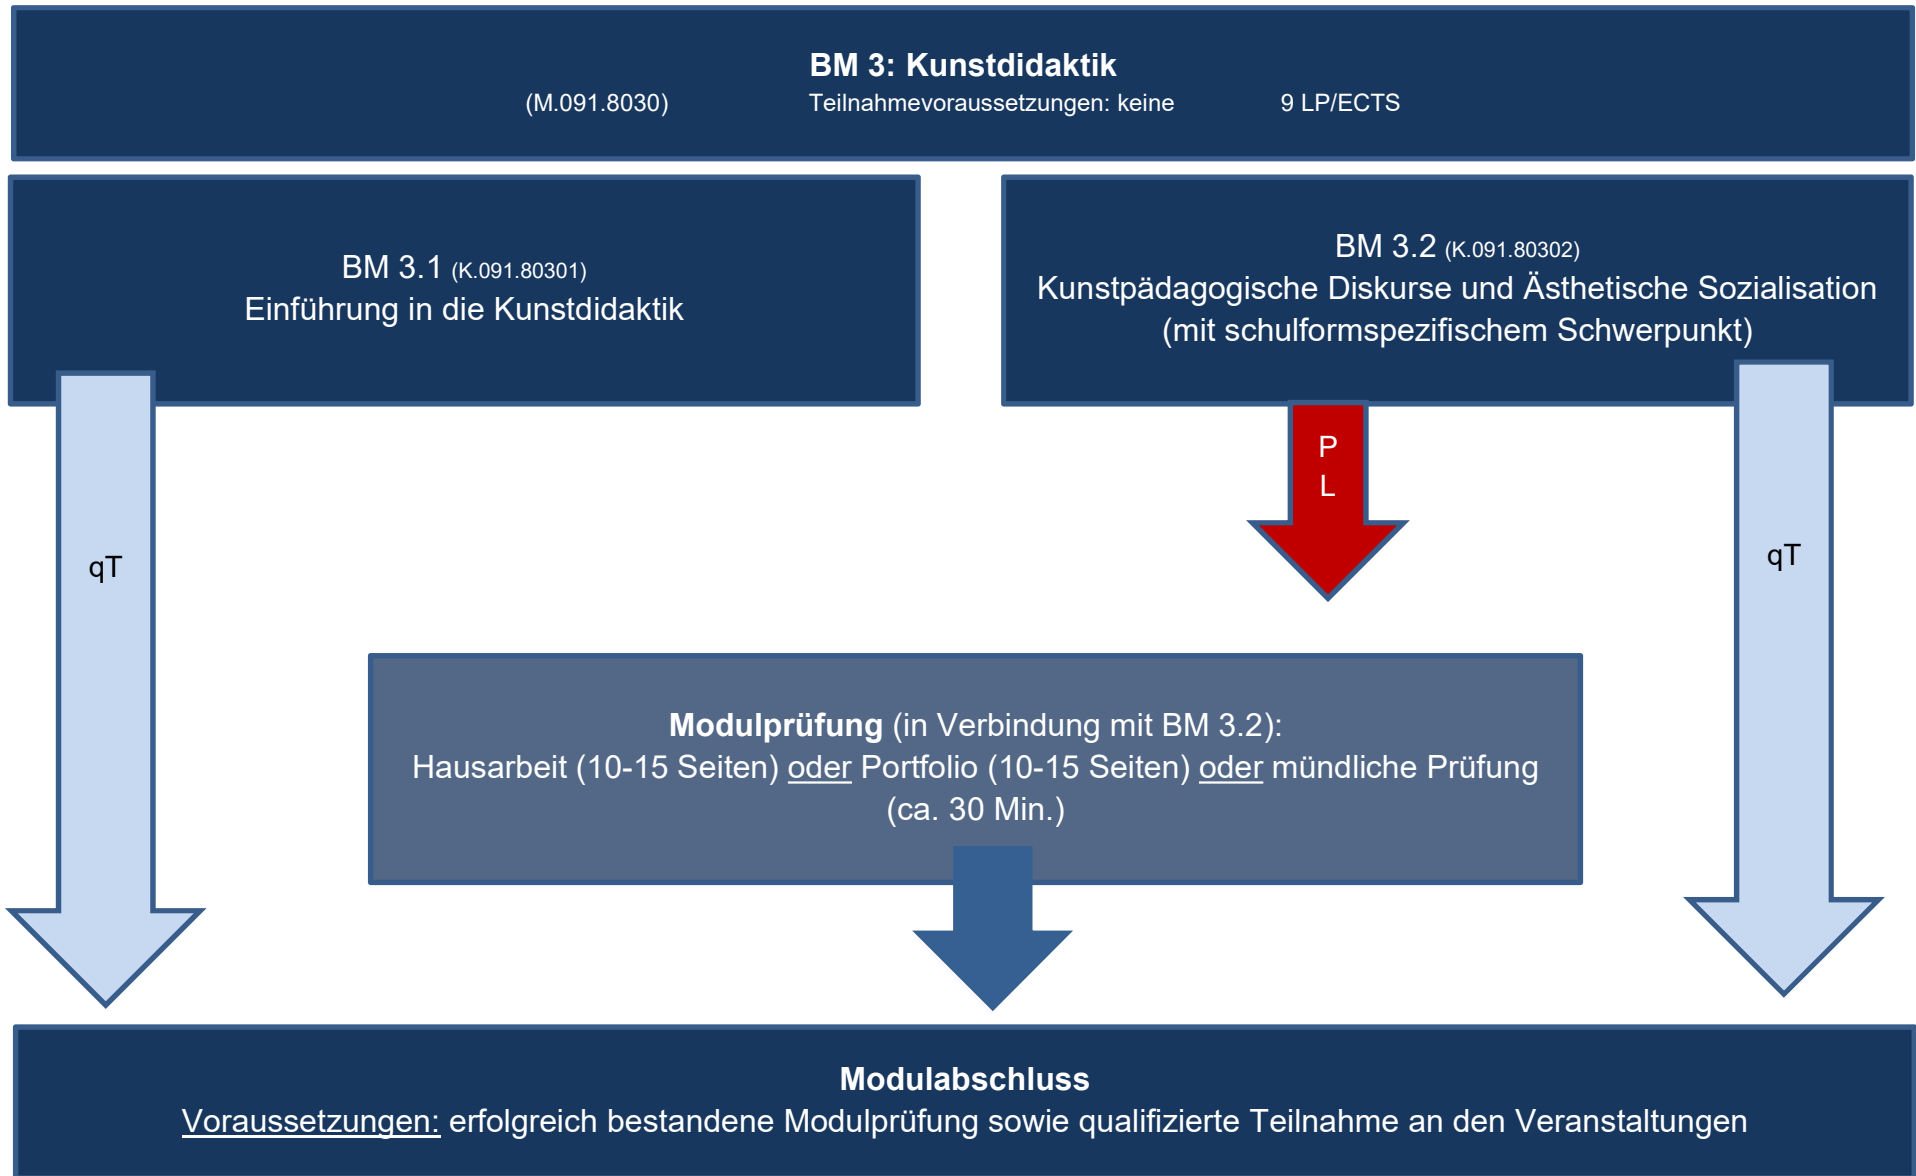 BM 3: Kunstdidaktik
(M.091.8030) Teilnahmevoraussetzungen: keine 9 LP/ECTS
BM 3.1 (K.091.80301)
Einführung in die Kunstdidaktik
BM 3.2 (K.091.80302)
Kunstpädagogische Diskurse und Ästhetische Sozialisation
(mit schulformspezifischem Schwerpunkt)
P
L
qT
qT
Modulprüfung (in Verbindung mit BM 3.2):
Hausarbeit (10-15 Seiten) oder Portfolio (10-15 Seiten) oder mündliche Prüfung
(ca. 30 Min.)
Modulabschluss
Voraussetzungen: erfolgreich bestandene Modulprüfung sowie qualifizierte Teilnahme an den Veranstaltungen